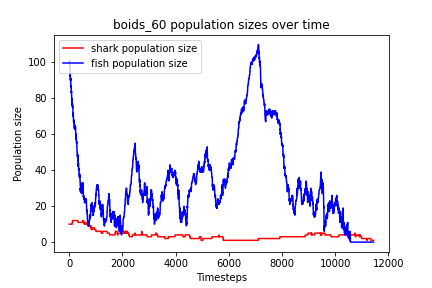 boids_60 population sizes over time
shark population size
fish population size
Population size
100
80
60
40
20
0
0 2000 4000 6000 8000 10000 12000
Timesteps